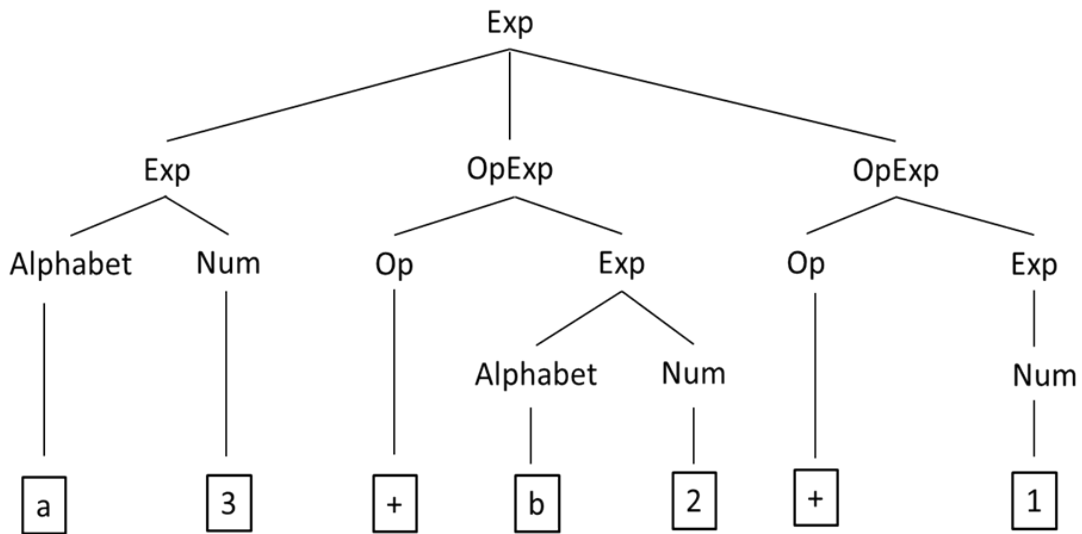 Exp
Exp OpExp OpExp
Alphabet Num Op Exp Op Exp
Alphabet Num Num
a 3 + b 2 + 1